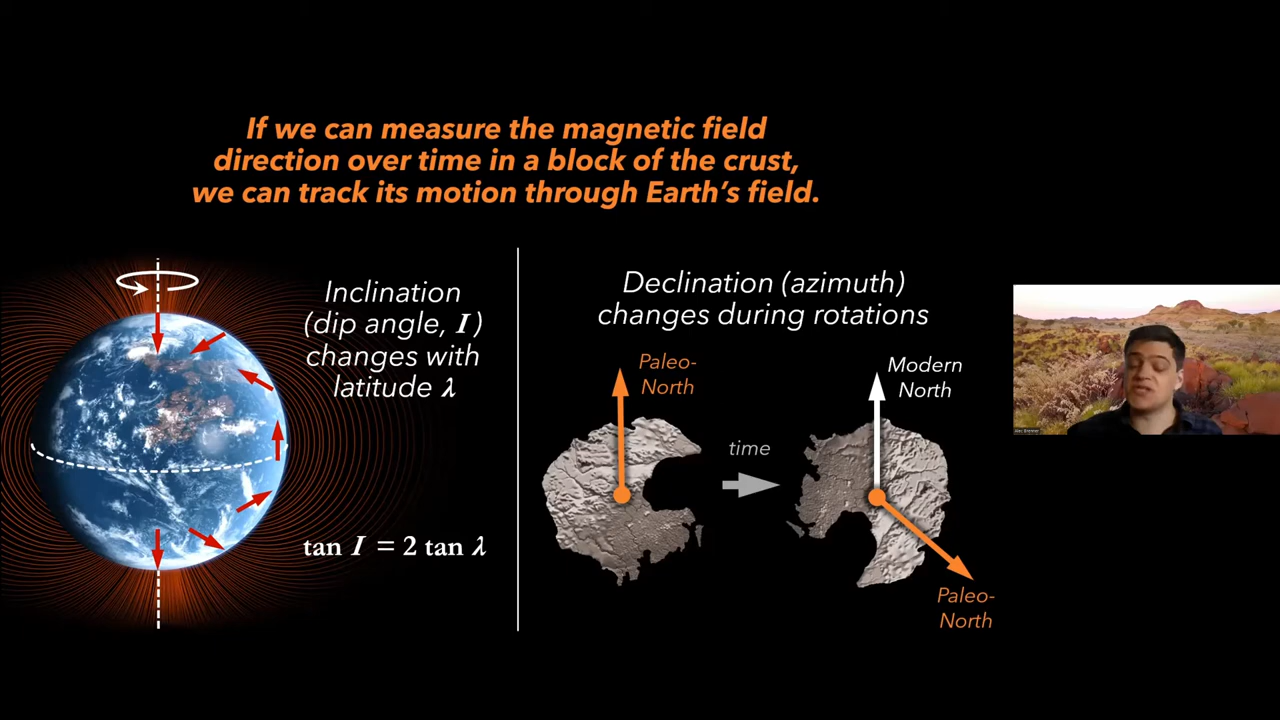 If we can measure the magnetic field
direction over time in a block of the crust,
we can track its motion through Earth's field.
Inclination
(dip angle, I)
changes with
latitude λ
tan I = 2 tan λ
Declination (azimuth)
changes during rotations
Paleo-
North
time
Modern
North
Paleo-
North
Alec Brenner